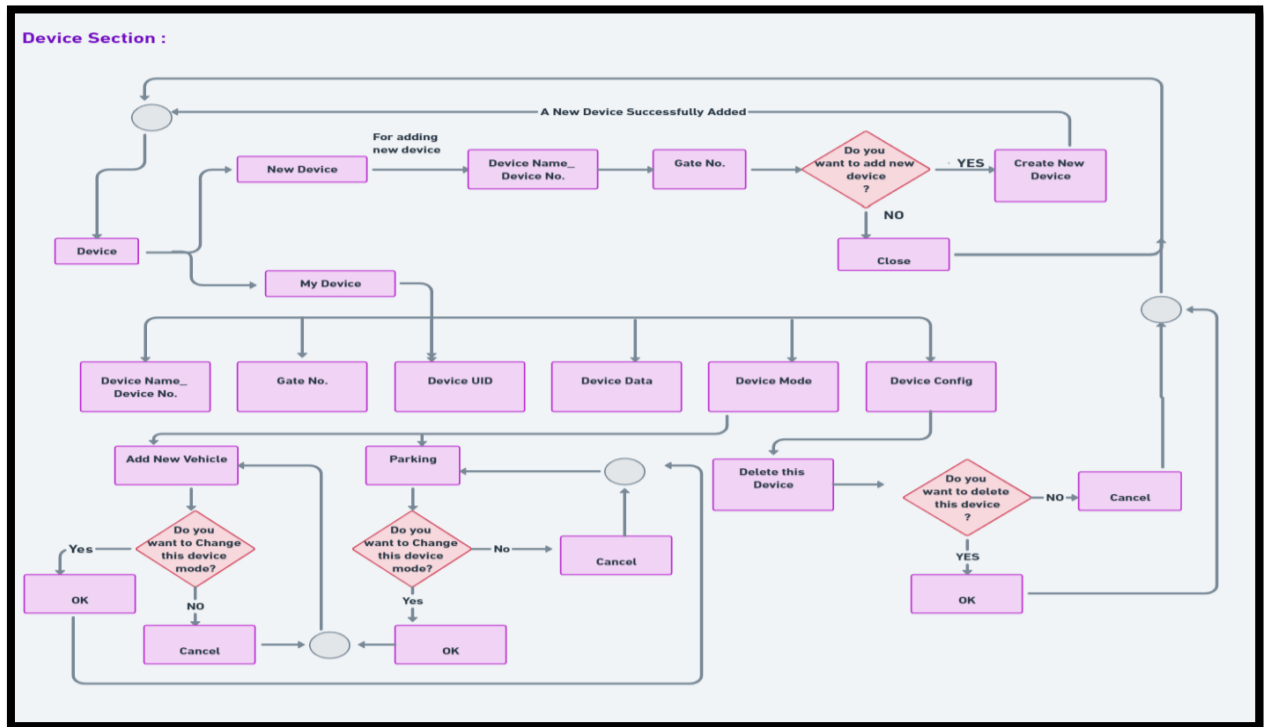 Device Section :
A New Device Successfully Added
For adding
new device
New Device
Device Name_
Device No.
Gate No.
Do you
want to add new
device
?
YES
Create New
Device
NO
Close
Device
My Device
Device Name_
Device No.
Gate No.
Device UID
Device Data
Device Mode
Device Config
Add New Vehicle
Parking
Delete this
Device
Do you
want to delete
this device
?
NO
Cancel
YES
OK
Do you
want to Change
this device
mode?
Yes
OK
NO
Cancel
Do you
want to Change
this device
mode?
No
Cancel
Yes
OK